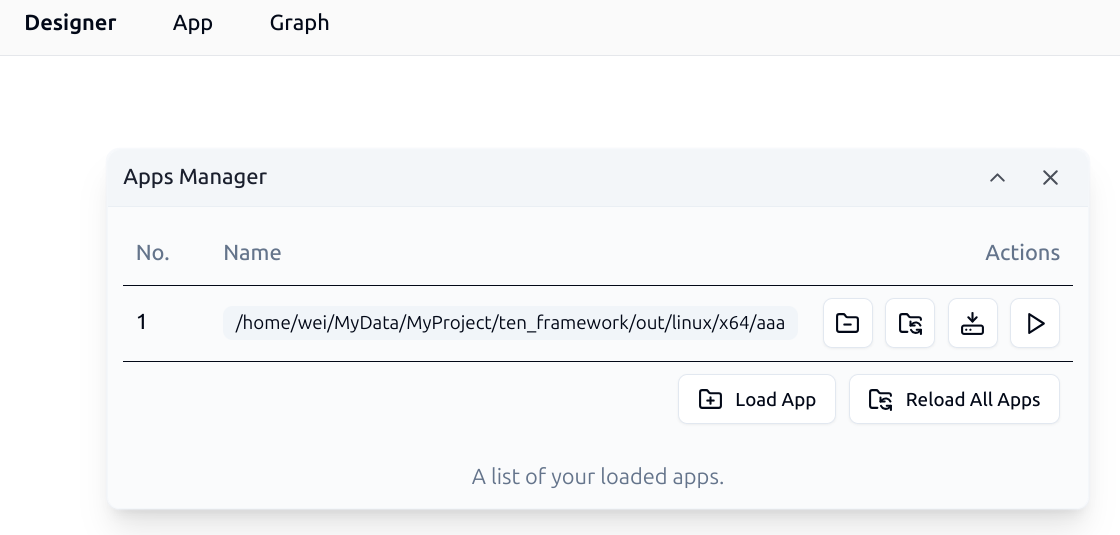 Designer App Graph
Apps Manager
No. Name Actions
1 /home/wei/MyData/MyProject/ten_framework/out/linux/x64/aaa
Load App Reload All Apps
A list of your loaded apps.